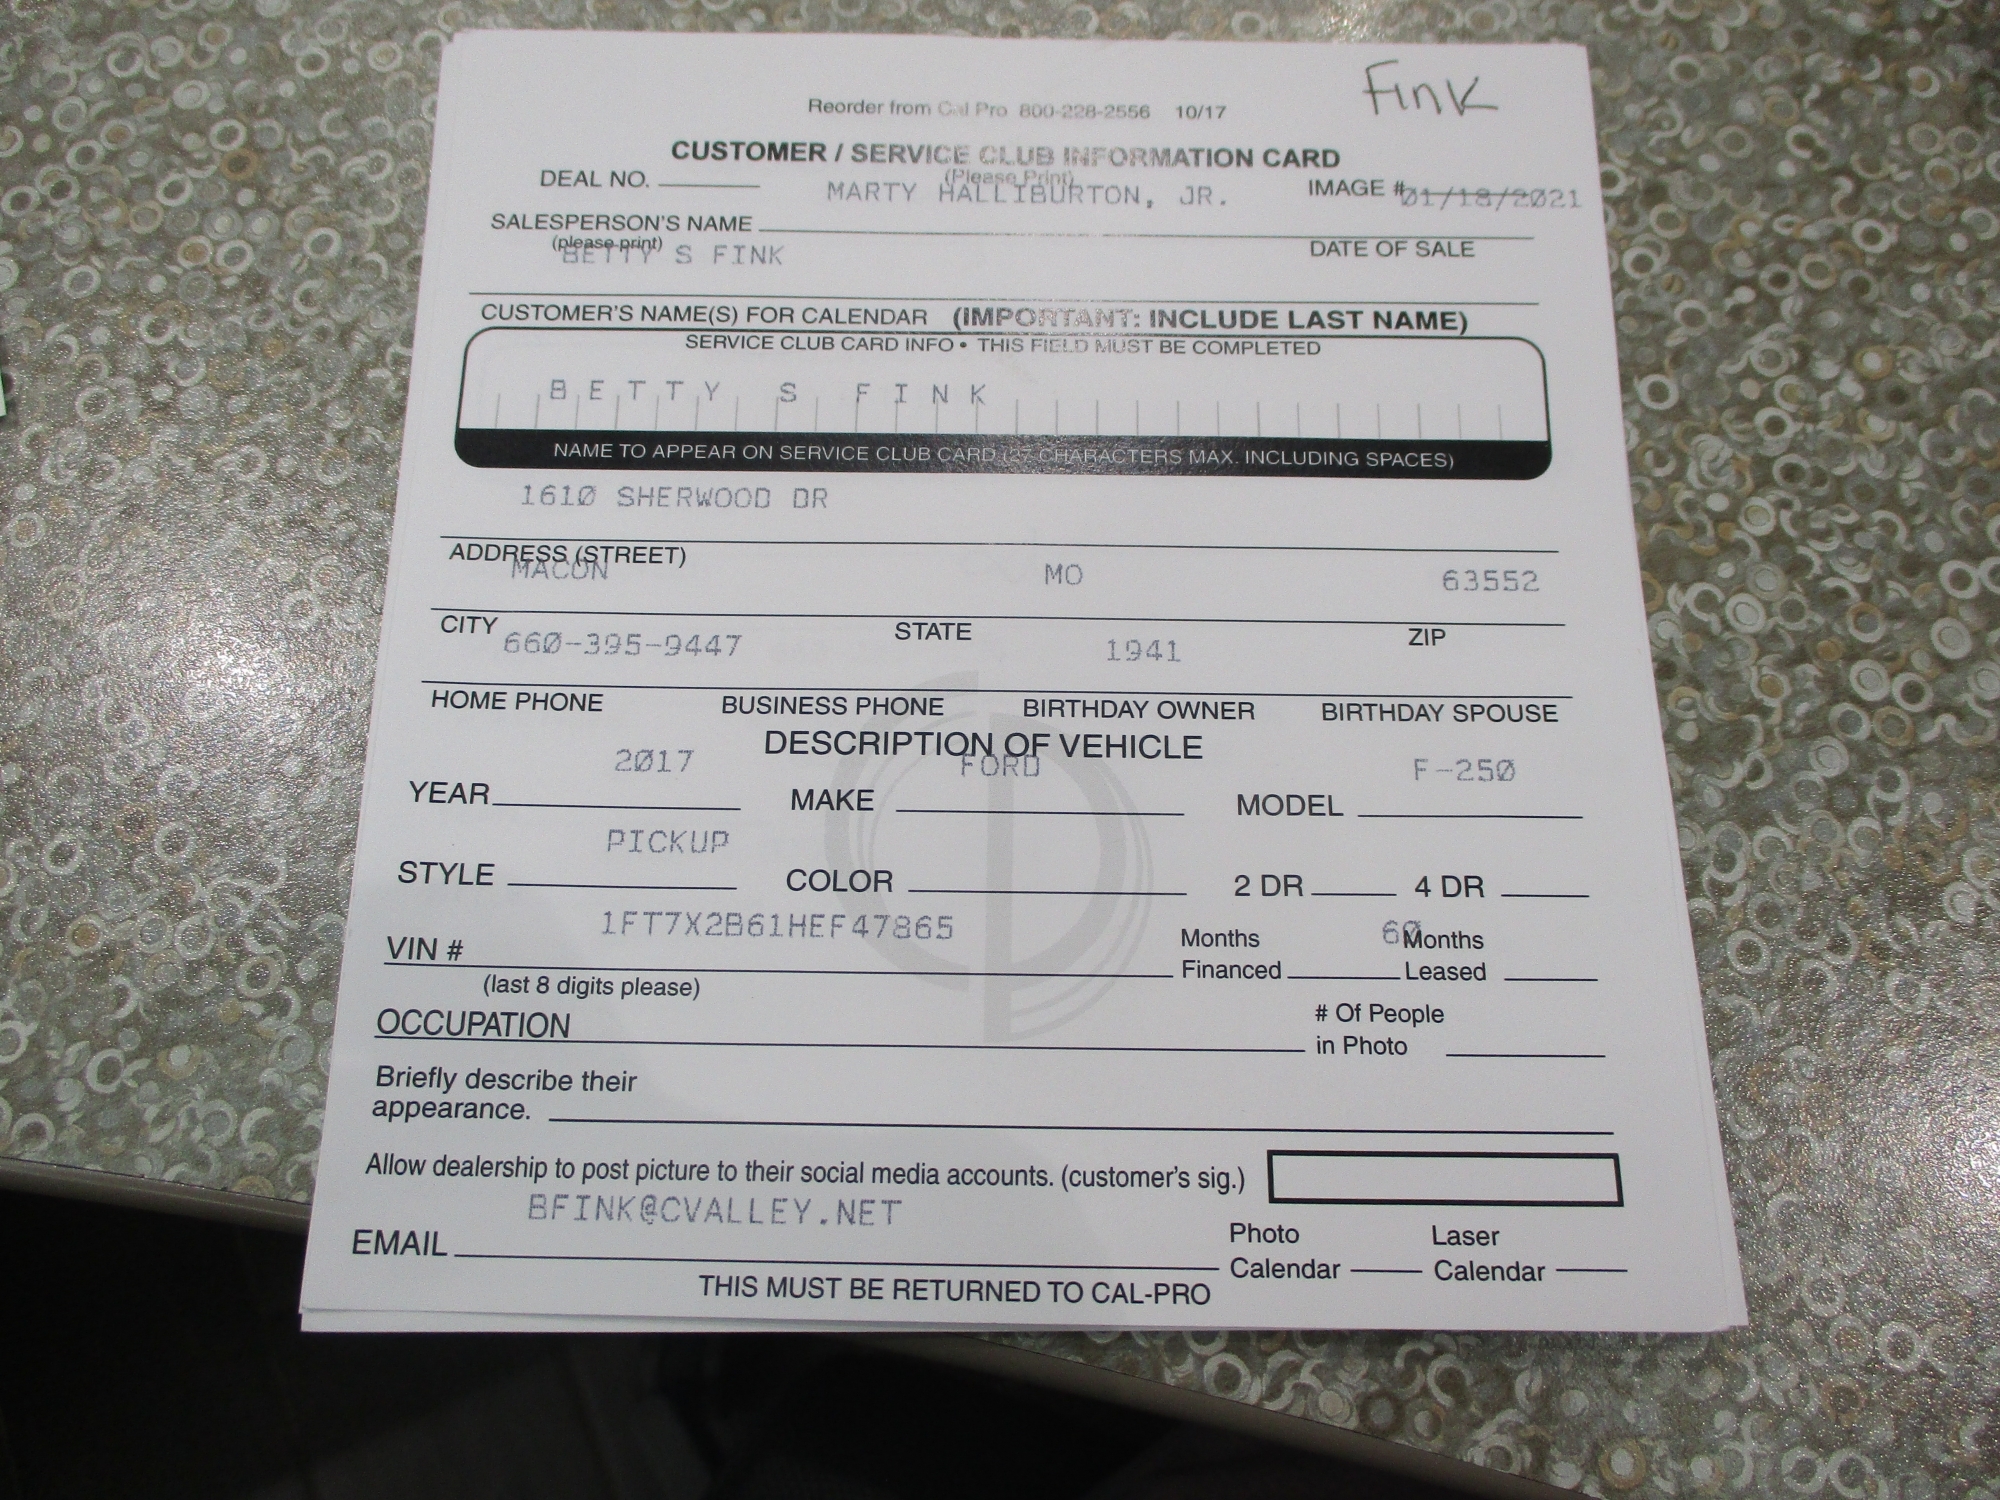 Fink
Reorder from Cal Pro 800-228-2556 10/17
CUSTOMER / SERVICE CLUB INFORMATION CARD
(Please Print)
DEAL NO. MARTY HALLIBURTON, JR. IMAGE # 01/18/2021
SALESPERSON'S NAME
(please print) DATE OF SALE
BETTY S FINK
CUSTOMER'S NAME(S) FOR CALENDAR (IMPORTANT: INCLUDE LAST NAME)
SERVICE CLUB CARD INFO • THIS FIELD MUST BE COMPLETED
BETTY S FINK
NAME TO APPEAR ON SERVICE CLUB CARD (27 CHARACTERS MAX. INCLUDING SPACES)
1610 SHERWOOD DR
ADDRESS (STREET)
MACON MO 63552
CITY STATE ZIP
660-395-9447 1941
HOME PHONE BUSINESS PHONE BIRTHDAY OWNER BIRTHDAY SPOUSE
DESCRIPTION OF VEHICLE
2017 FORD F-250
YEAR MAKE MODEL
PICKUP
STYLE COLOR 2 DR 4 DR
1FT7X2B61HEF47865 60
VIN # Months Financed Months Leased
(last 8 digits please)
OCCUPATION # Of People in Photo
Briefly describe their
appearance.
Allow dealership to post picture to their social media accounts. (customer's sig.)
BFINK@CVALLEY.NET
EMAIL Photo Calendar Laser Calendar
THIS MUST BE RETURNED TO CAL-PRO